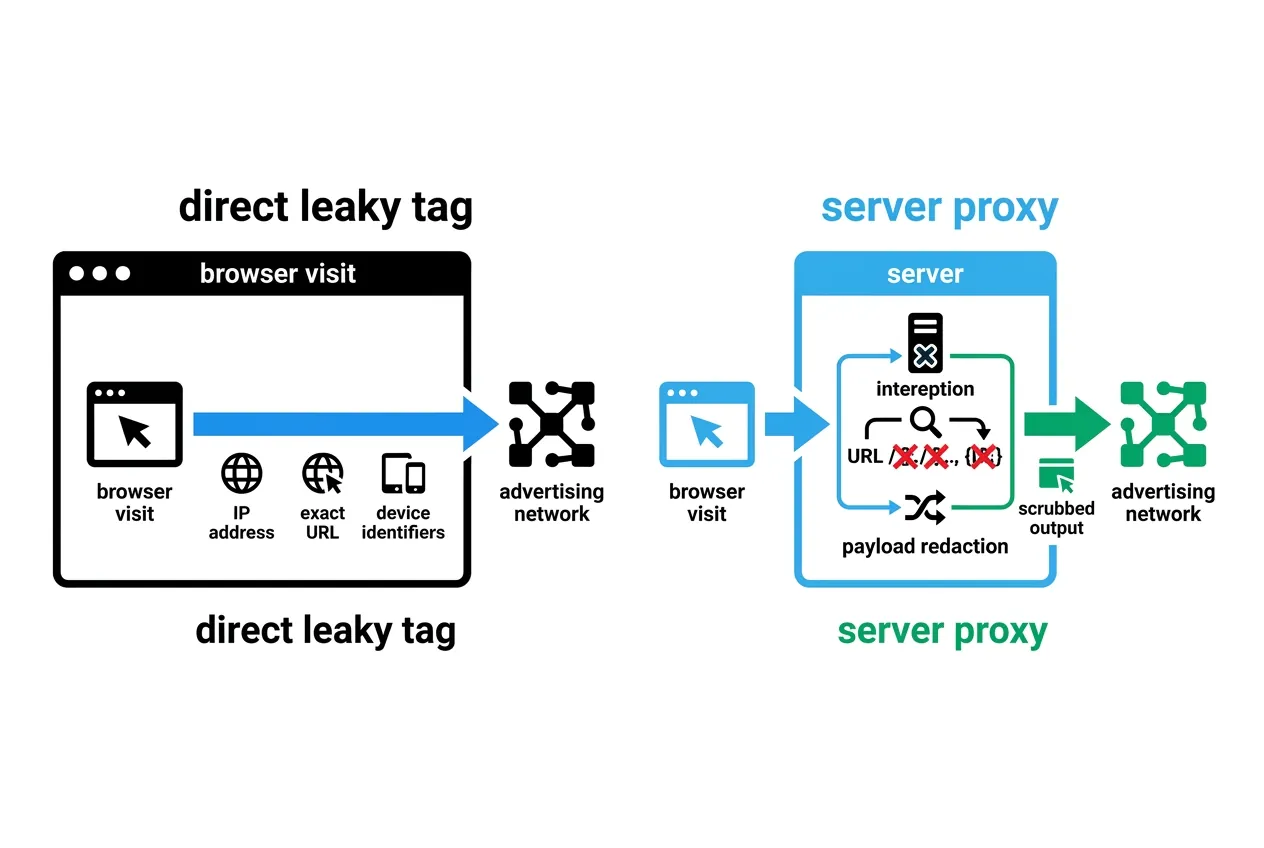 direct leaky tag
browser visit
browser
visit
IP
address
exact
URL
device
identifiers
advertising
network
direct leaky tag
server proxy
server
browser
visit
intereption
URL /
payload redaction
scrubbed
output
advertising
network
server proxy